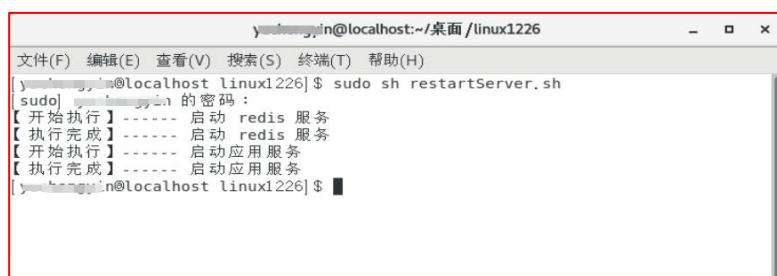 @localhost:~/桌面/linux1226
文件(F) 编辑(E) 查看(V) 搜索(S) 终端(T) 帮助(H)
@localhost linux1226]$ sudo sh restartServer.sh
[sudo] 的密码：
【开始执行】------ 启动 redis 服务
【执行完成】------ 启动 redis 服务
【开始执行】------ 启动应用服务
【执行完成】------ 启动应用服务
@localhost linux1226]$